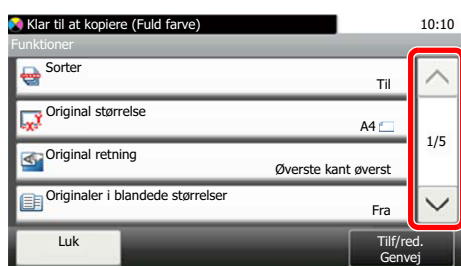 Klar til at kopiere (Fuld farve) 10:10
Funktioner
Sorter
Til
Original størrelse
A4
1/5
Original retning
Øverste kant øverst
Originaler i blandede størrelser
Fra
Luk
Tilf/red.
Genvej